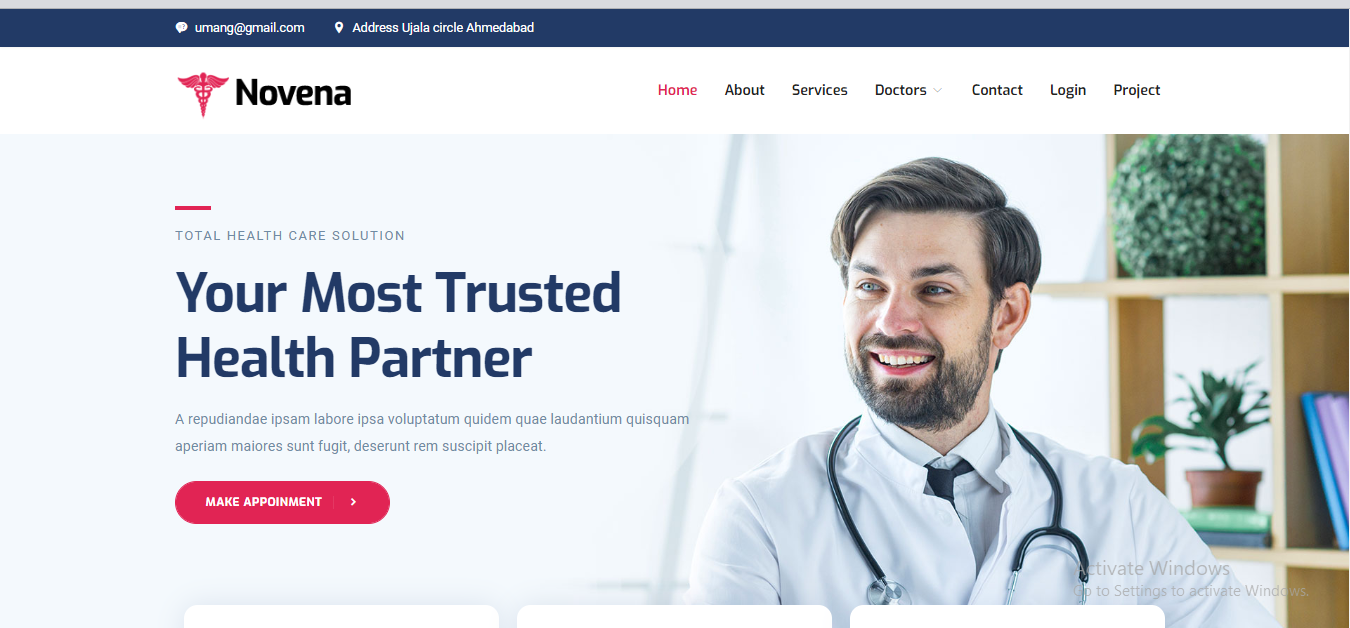 umang@gmail.com
Address Ujala circle Ahmedabad
Novena
Home About Services Doctors Contact Login Project
TOTAL HEALTH CARE SOLUTION
Your Most Trusted
Health Partner
A repudiandae ipsam labore ipsa voluptatum quidem quae laudantium quisquam
aperiam maiores sunt fugit, deserunt rem suscipit placeat.
MAKE APPOINMENT
Activate Windows
Go to Settings to activate Windows.